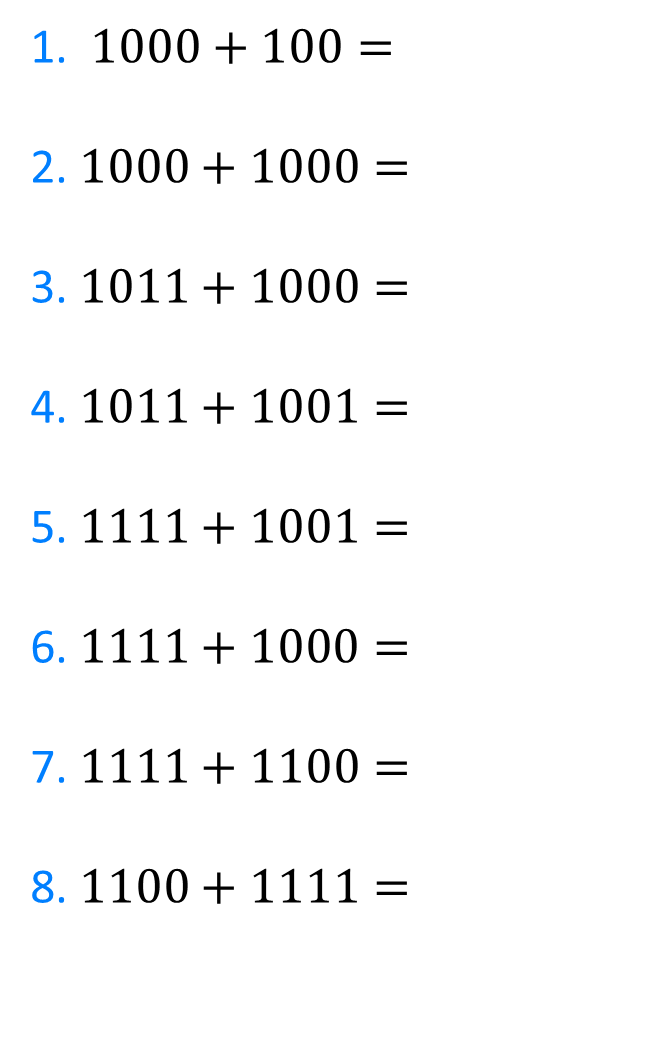 1. 1000 + 100 =
2. 1000 + 1000 =
3. 1011 + 1000 =
4. 1011 + 1001 =
5. 1111 + 1001 =
6. 1111 + 1000 =
7. 1111 + 1100 =
8. 1100 + 1111 =